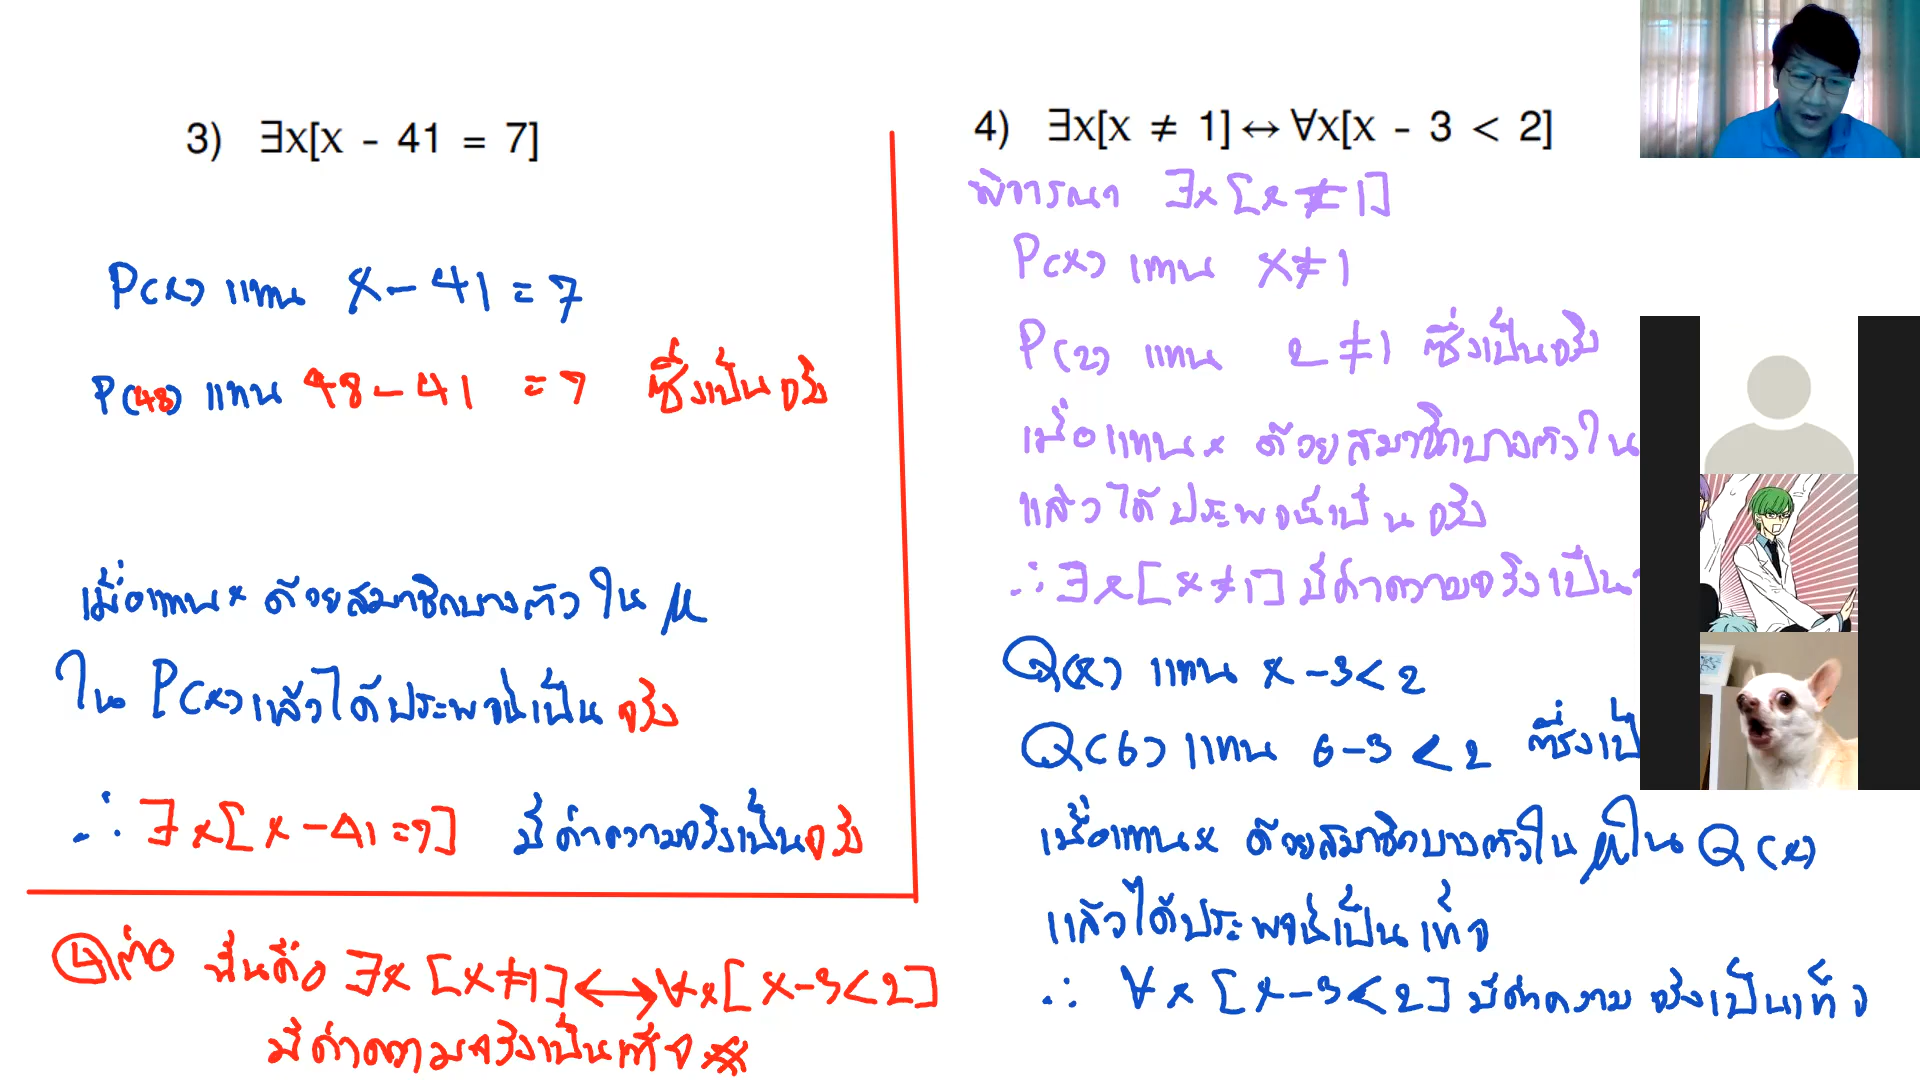 3) ∃x[x - 41 = 7]
P(x) แทน x - 41 = 7
P(48) แทน 48 - 41 = 7 ซึ่งเป็นจริง
เมื่อแทน x ด้วยสมาชิกบางตัว ใน μ
ใน P(x) แล้วได้ประพจน์เป็น จริง
∴ ∃x[x - 41 = 7] มีค่าความจริงเป็นจริง
4) ∃x[x ≠ 1] ↔ ∀x[x - 3 < 2]
พิจารณา ∃x[x ≠ 1]
P(x) แทน x ≠ 1
P(2) แทน 2 ≠ 1 ซึ่งเป็นจริง
เมื่อแทน x ด้วยสมาชิกบางตัวใน
แล้วได้ประพจน์เป็นจริง
∴ ∃x[x ≠ 1] มีค่าความจริงเป็น
Q(x) แทน x - 3 < 2
Q(6) แทน 6 - 3 < 2 ซึ่งเป็
เมื่อแทน x ด้วยสมาชิกบางตัวใน μ ใน Q(x)
แล้วได้ประพจน์เป็นเท็จ
∴ ∀x[x - 3 < 2] มีค่าความจริงเป็นเท็จ
4 ต่อ นั่นคือ ∃x[x ≠ 1] ↔ ∀x[x - 3 < 2]
มีค่าความจริงเป็นเท็จ